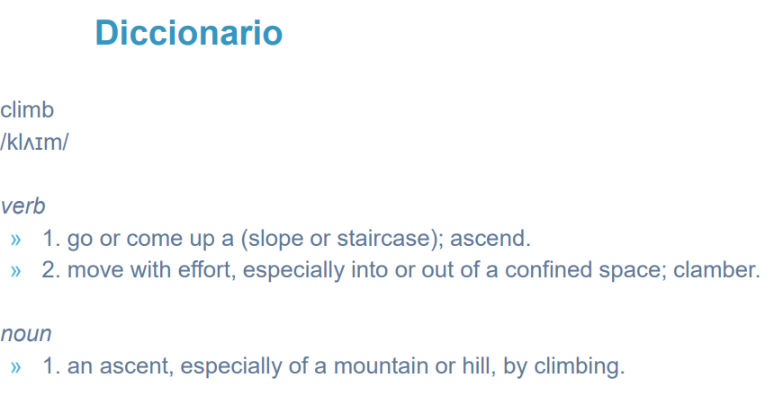 Diccionario
climb
/klʌɪm/
verb
» 1. go or come up a (slope or staircase); ascend.
» 2. move with effort, especially into or out of a confined space; clamber.
noun
» 1. an ascent, especially of a mountain or hill, by climbing.